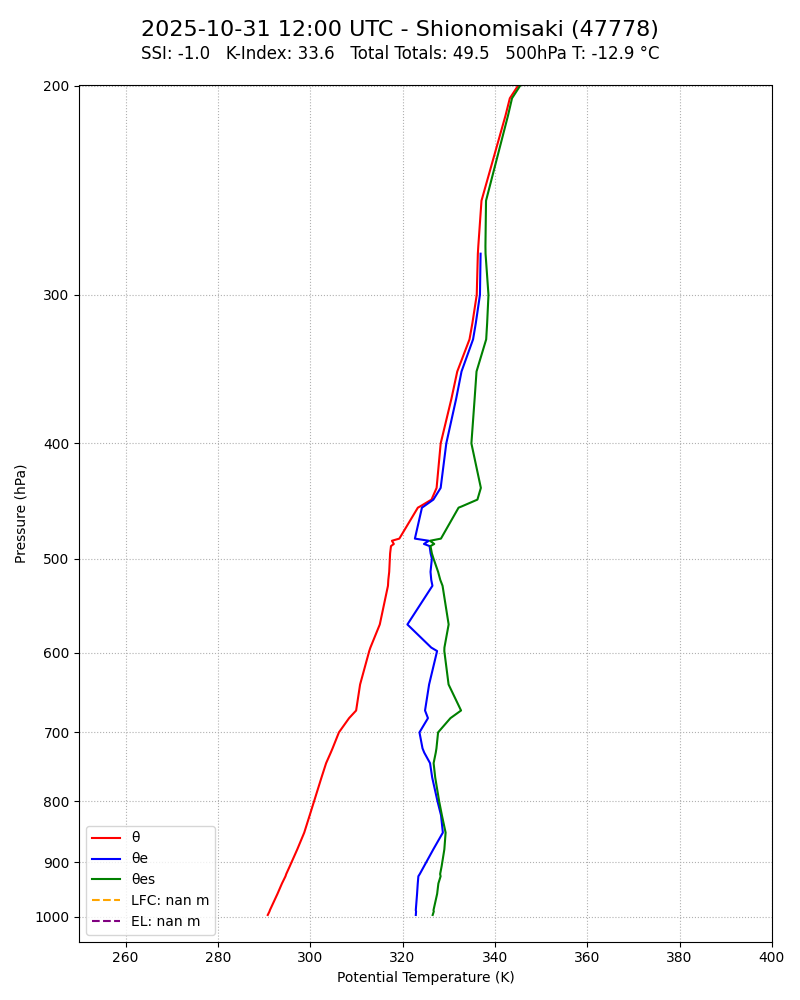 2025-10-31 12:00 UTC - Shionomisaki (47778)
SSI: -1.0 K-Index: 33.6 Total Totals: 49.5 500hPa T: -12.9 °C
200
300
400
500
600
700
800
900
1000
Pressure (hPa)
θ
θe
θes
LFC: nan m
EL: nan m
260 280 300 320 340 360 380 400
Potential Temperature (K)